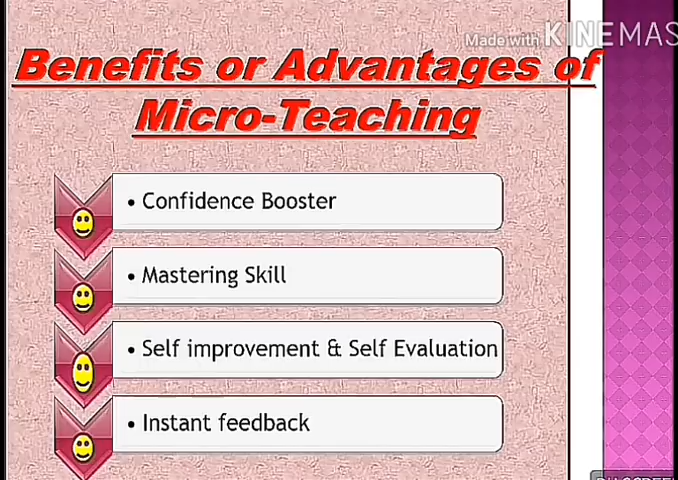 Made with KINEMAS
Benefits or Advantages of
Micro-Teaching
• Confidence Booster
• Mastering Skill
• Self improvement & Self Evaluation
• Instant feedback